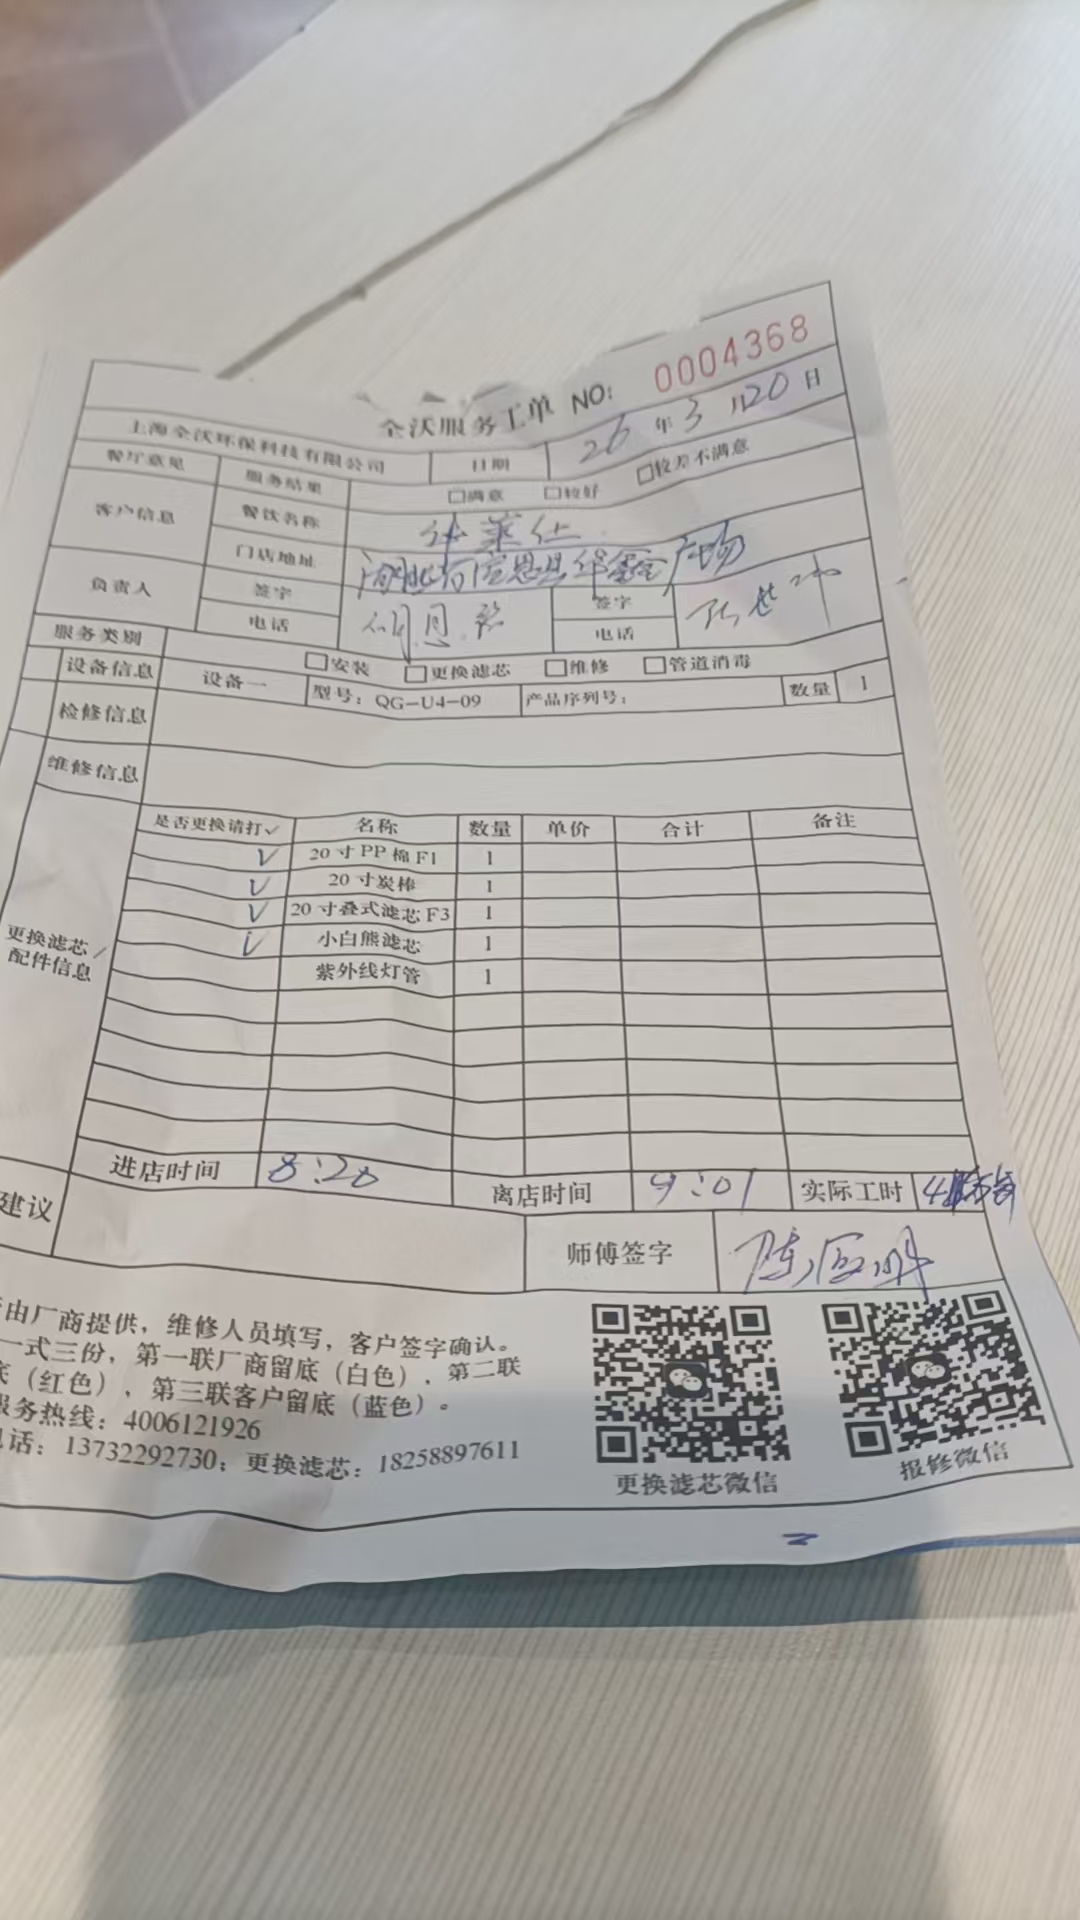 全沃服务工单 NO: 0004368
上海全沃环保科技有限公司 日期 26 年 3 月 20 日
餐厅意见 服务结果 □满意 □较好 □较差不满意
客户信息 餐饮名称 华莱仕
门店地址 广场
负责人 签字 签字
电话 电话
服务类别 □安装 □更换滤芯 □维修 □管道消毒
设备信息 设备一 型号: QG-U4-09 产品序列号: 数量 1
检修信息
维修信息
是否更换请打✓ 名称 数量 单价 合计 备注
✓ 20寸PP棉F1 1
✓ 20寸炭棒 1
✓ 20寸叠式滤芯F3 1
✓ 小白熊滤芯 1
紫外线灯管 1
更换滤芯
配件信息
进店时间 8:20 离店时间 9:01 实际工时
建议 师傅签字
由厂商提供，维修人员填写，客户签字确认。
一式三份，第一联厂商留底（白色）、第二联
（红色）、第三联客户留底（蓝色）。
服务热线：4006121926
话：13732292730；更换滤芯：18258897611
更换滤芯微信
报修微信